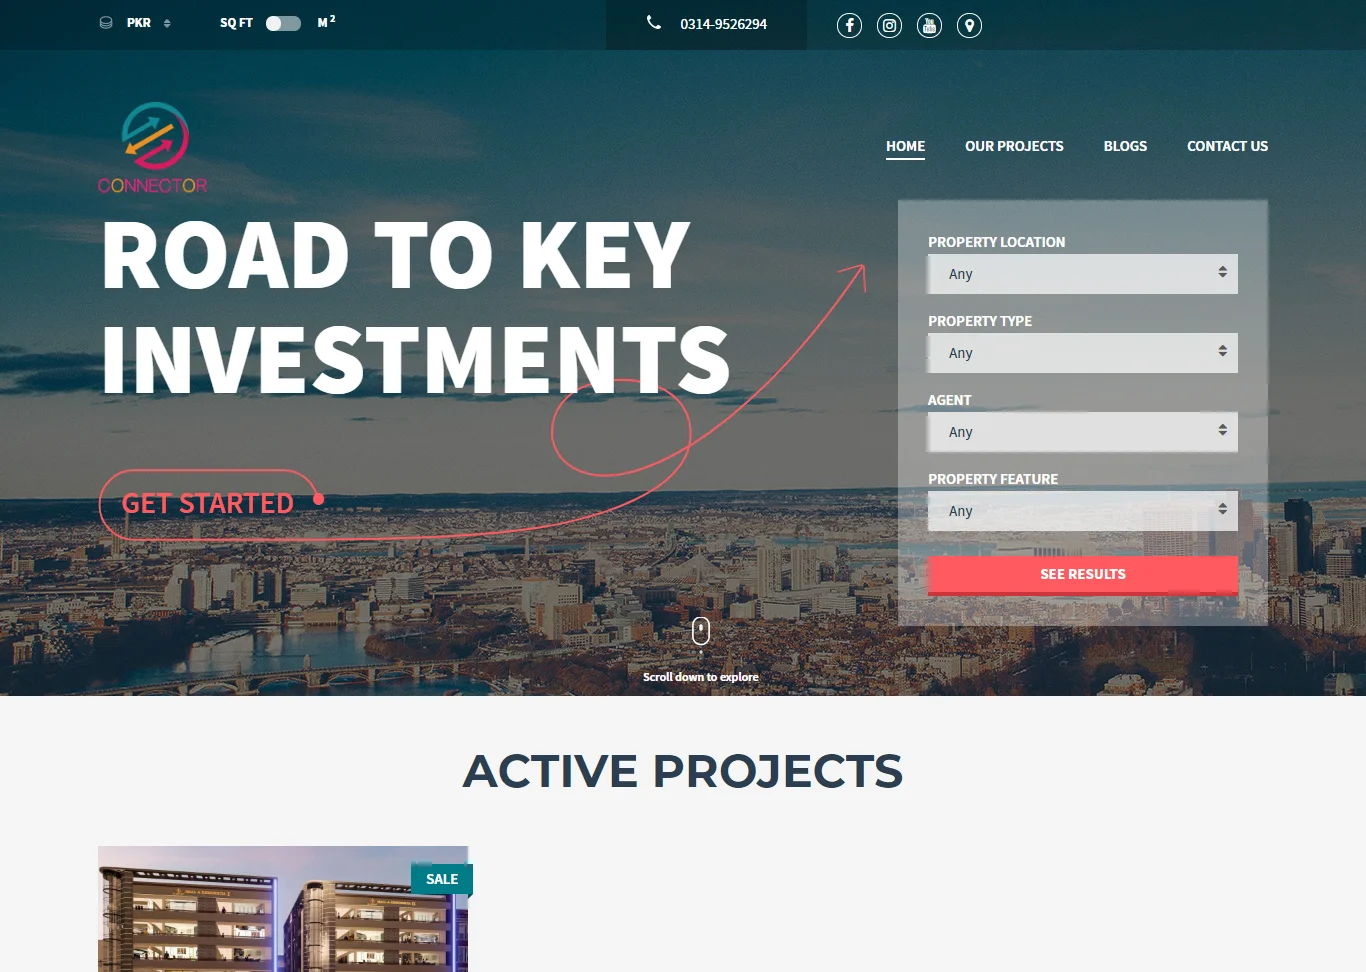 PKR
SQ FT
M 2
0314-9526294
CONNECTOR
HOME
OUR PROJECTS
BLOGS
CONTACT US
ROAD TO KEY
INVESTMENTS
GET STARTED
PROPERTY LOCATION
Any
PROPERTY TYPE
Any
AGENT
Any
PROPERTY FEATURE
Any
SEE RESULTS
Scroll down to explore
ACTIVE PROJECTS
SALE